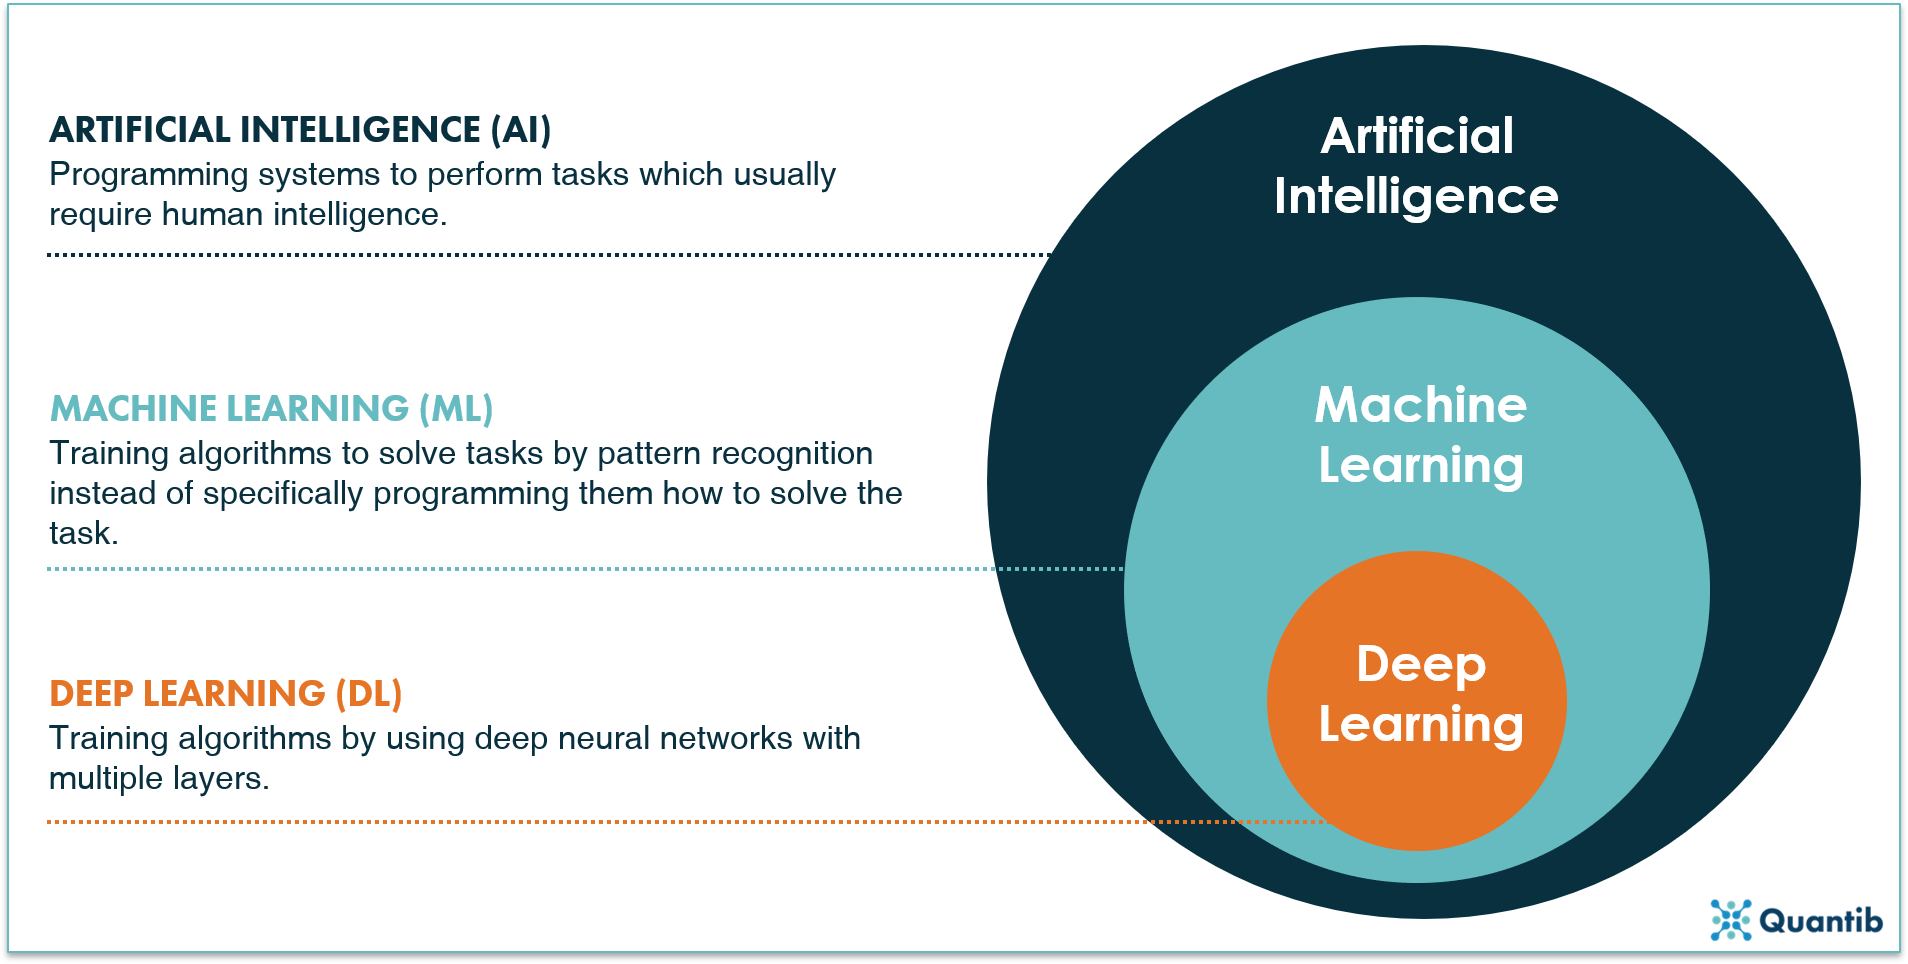 ARTIFICIAL INTELLIGENCE (AI)
Programming systems to perform tasks which usually
require human intelligence.
MACHINE LEARNING (ML)
Training algorithms to solve tasks by pattern recognition
instead of specifically programming them how to solve the
task.
DEEP LEARNING (DL)
Training algorithms by using deep neural networks with
multiple layers.
Artificial
Intelligence
Machine
Learning
Deep
Learning
Quantib